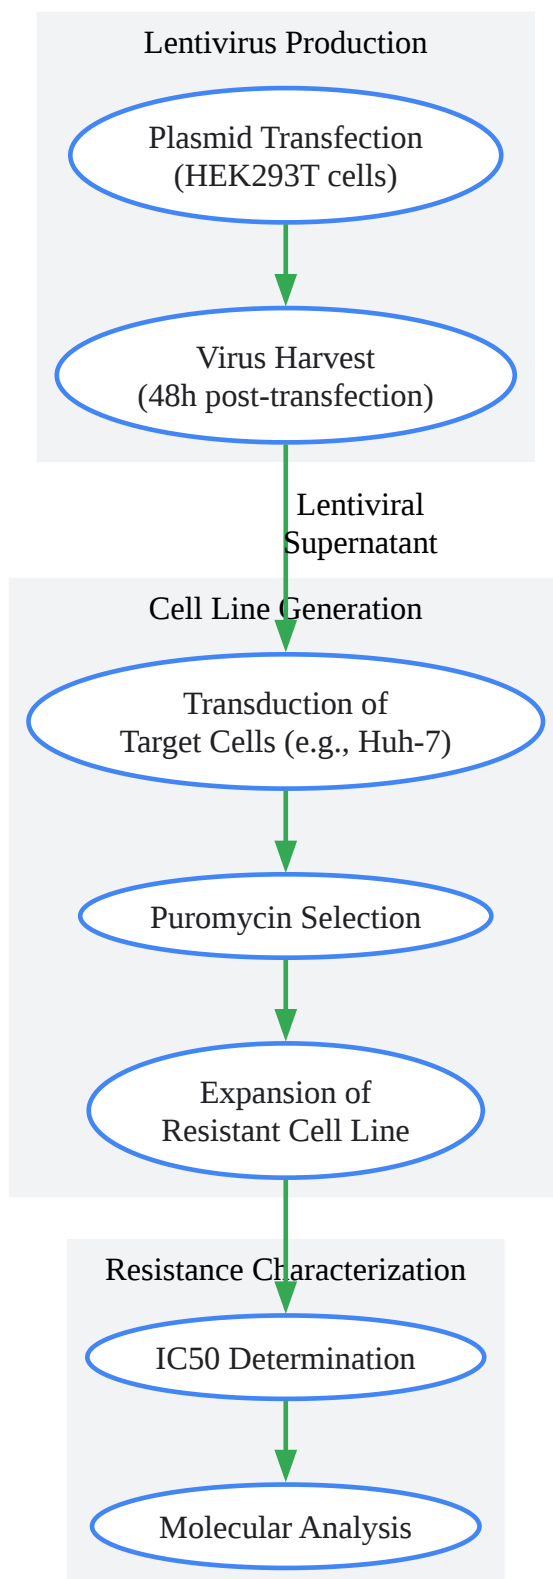 Lentivirus Production
Plasmid Transfection
(HEK293T cells)
Virus Harvest
(48h post-transfection)
Lentiviral
Supernatant
Cell Line Generation
Transduction of
Target Cells (e.g., Huh-7)
Puromycin Selection
Expansion of
Resistant Cell Line
Resistance Characterization
IC50 Determination
Molecular Analysis